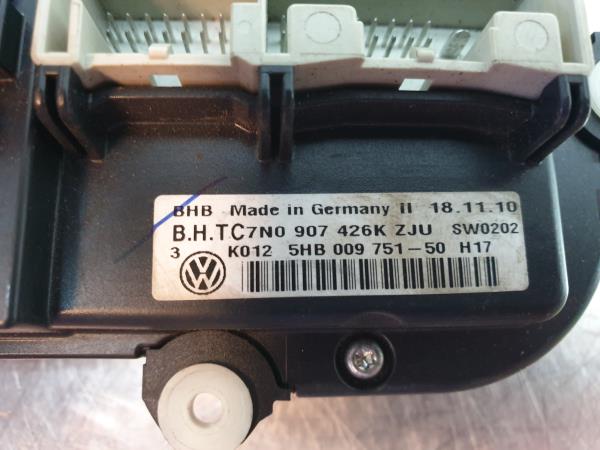 BHB Made in Germany II 18.11.10
B.H.TC7N0 907 426K ZJU SW0202
3 K012 5HB 009 751-50 H17
VW